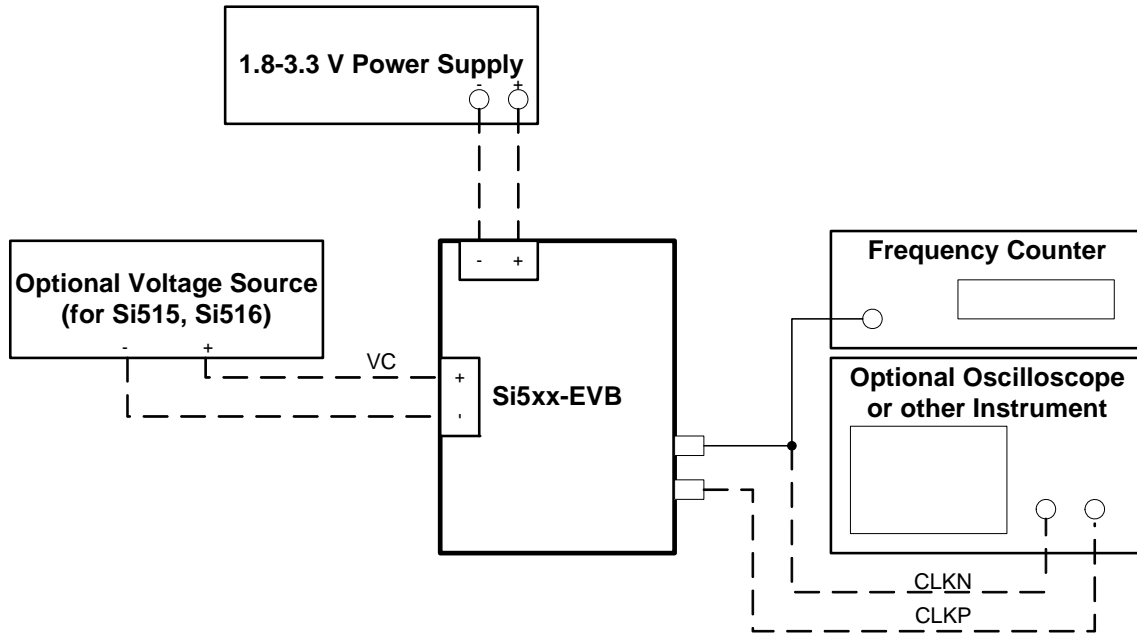 1.8-3.3 V Power Supply
- +
- +
Optional Voltage Source
(for Si515, Si516)
- +
VC
+
-
Si5xx-EVB
Frequency Counter
Optional Oscilloscope
or other Instrument
CLKN
CLKP